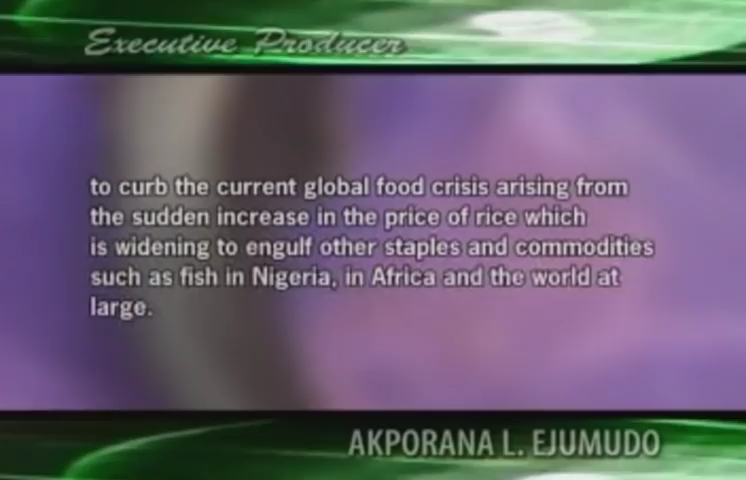 Executive Producer
to curb the current global food crisis arising from
the sudden increase in the price of rice which
is widening to engulf other staples and commodities
such as fish in Nigeria, in Africa and the world at
large.
AKPORANA L. EJUMUDO